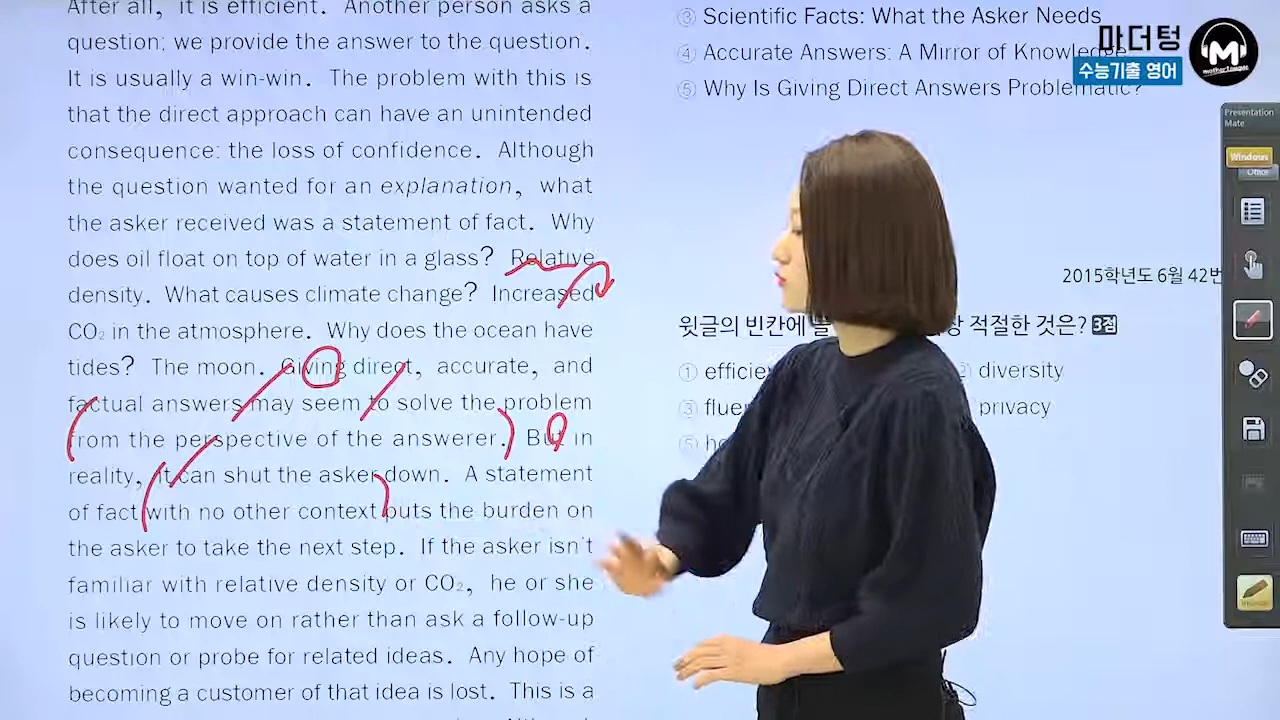 After all, it is efficient. Another person asks a
question; we provide the answer to the question.
It is usually a win-win. The problem with this is
that the direct approach can have an unintended
consequence: the loss of confidence. Although
the question wanted for an explanation, what
the asker received was a statement of fact. Why
does oil float on top of water in a glass? Relative
density. What causes climate change? Increased
CO₂ in the atmosphere. Why does the ocean have
tides? The moon. Giving direct, accurate, and
factual answers may seem to solve the problem
from the perspective of the answerer. But in
reality, it can shut the asker down. A statement
of fact with no other context puts the burden on
the asker to take the next step. If the asker isn't
familiar with relative density or CO₂, he or she
is likely to move on rather than ask a follow-up
question or probe for related ideas. Any hope of
becoming a customer of that idea is lost. This is a
③ Scientific Facts: What the Asker Needs
④ Accurate Answers: A Mirror of Knowledge
⑤ Why Is Giving Direct Answers Problematic?
2015학년도 6월 42번
윗글의 빈칸에 적절한 것은? 3점
① ② diversity
③ privacy
⑤
마더텅
수능기출 영어
M
mother tongue
Presentation
Mate
Windows
Office